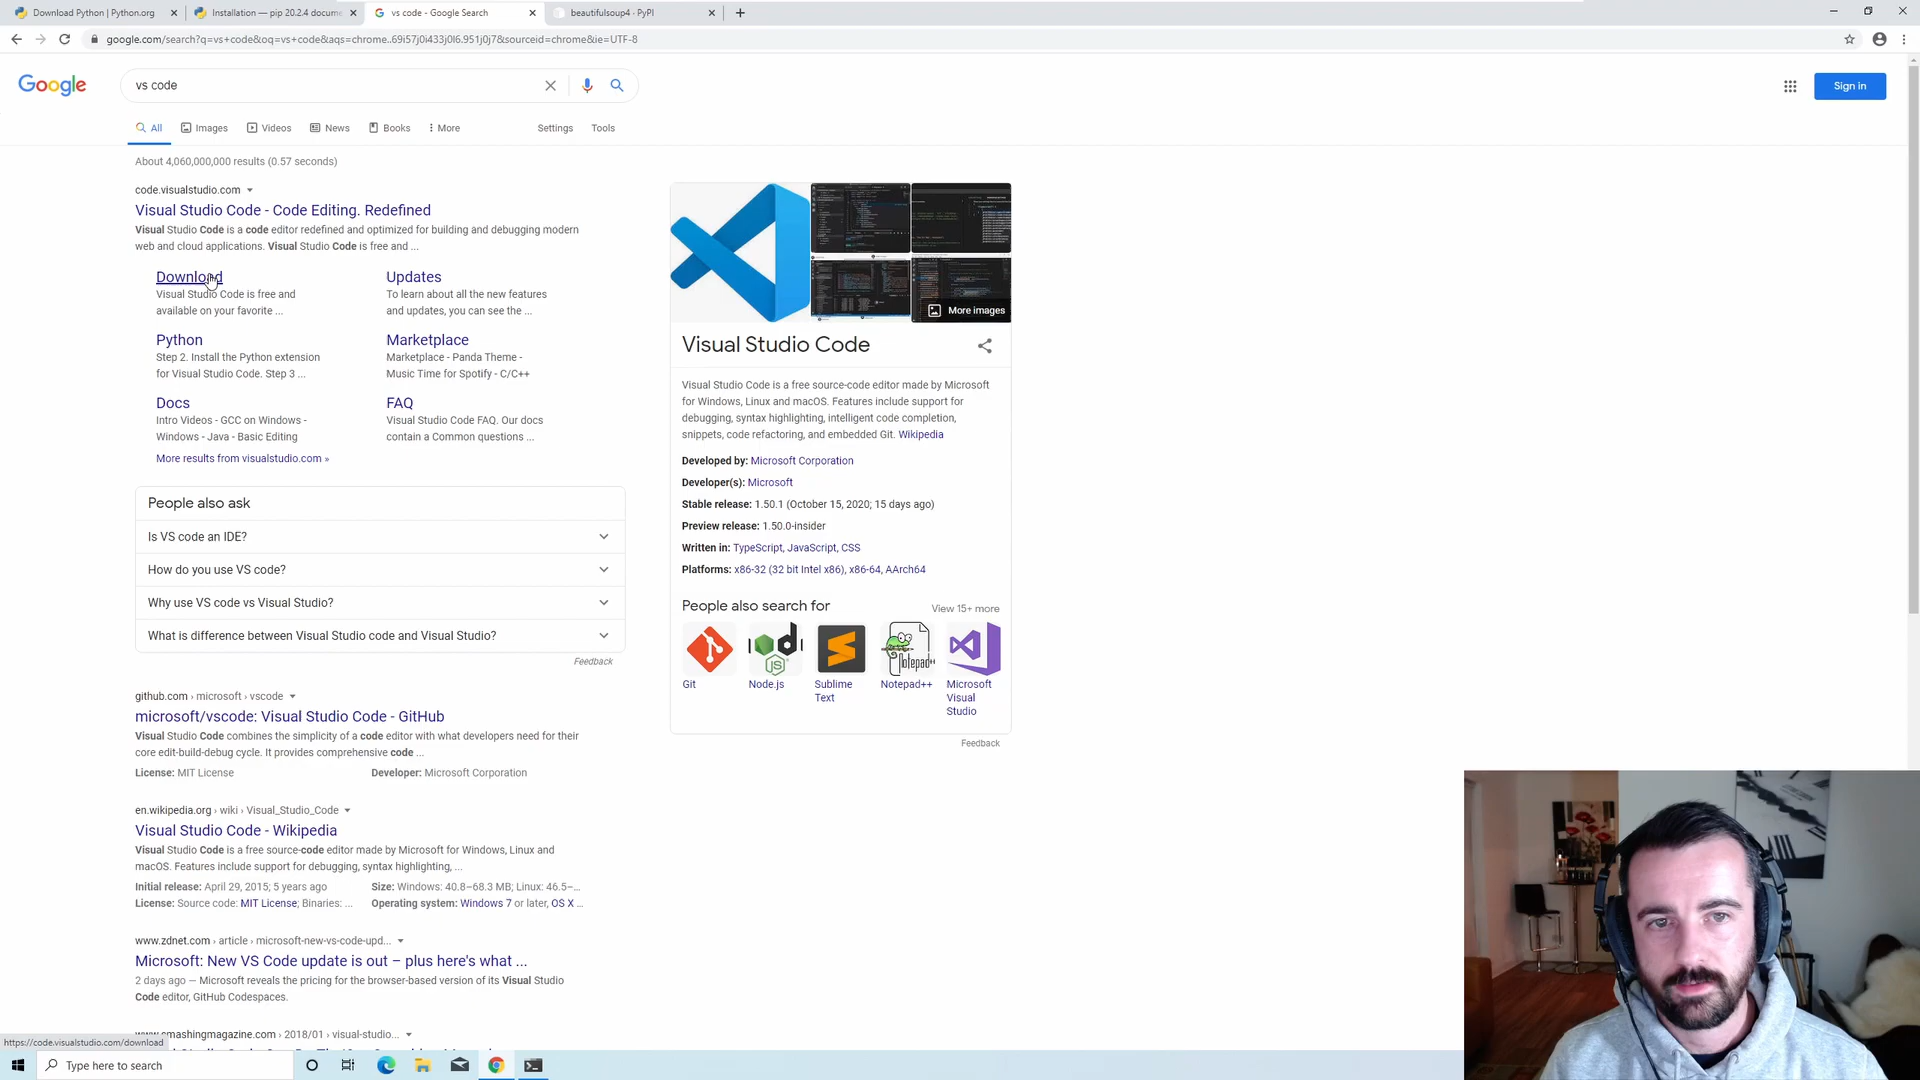 Download Python | Python.org
Installation — pip 20.2.4 docume
vs code - Google Search
beautifulsoup4 · PyPI
google.com/search?q=vs+code&oq=vs+code&aqs=chrome..69i57j0i433j0l6.951j0j7&sourceid=chrome&ie=UTF-8
Google
vs code
Sign in
All
Images
Videos
News
Books
More
Settings
Tools
About 4,060,000,000 results (0.57 seconds)
code.visualstudio.com
Visual Studio Code - Code Editing. Redefined
Visual Studio Code is a code editor redefined and optimized for building and debugging modern
web and cloud applications. Visual Studio Code is free and ...
Download
Visual Studio Code is free and
available on your favorite ...
Updates
To learn about all the new features
and updates, you can see the ...
Python
Step 2. Install the Python extension
for Visual Studio Code. Step 3 ...
Marketplace
Marketplace - Panda Theme -
Music Time for Spotify - C/C++
Docs
Intro Videos - GCC on Windows -
Windows - Java - Basic Editing
FAQ
Visual Studio Code FAQ. Our docs
contain a Common questions ...
More results from visualstudio.com »
People also ask
Is VS code an IDE?
How do you use VS code?
Why use VS code vs Visual Studio?
What is difference between Visual Studio code and Visual Studio?
Feedback
github.com › microsoft › vscode
microsoft/vscode: Visual Studio Code - GitHub
Visual Studio Code combines the simplicity of a code editor with what developers need for their
core edit-build-debug cycle. It provides comprehensive code ...
License: MIT License
Developer: Microsoft Corporation
en.wikipedia.org › wiki › Visual_Studio_Code
Visual Studio Code - Wikipedia
Visual Studio Code is a free source-code editor made by Microsoft for Windows, Linux and
macOS. Features include support for debugging, syntax highlighting, ...
Initial release: April 29, 2015; 5 years ago
Size: Windows: 40.8–68.3 MB; Linux: 46.5–...
License: Source code: MIT License; Binaries: ...
Operating system: Windows 7 or later, OS X ...
www.zdnet.com › article › microsoft-new-vs-code-upd...
Microsoft: New VS Code update is out – plus here's what ...
2 days ago — Microsoft reveals the pricing for the browser-based version of its Visual Studio
Code editor, GitHub Codespaces.
www.smashingmagazine.com › 2018/01 › visual-studio...
https://code.visualstudio.com/download
More images
Visual Studio Code
Visual Studio Code is a free source-code editor made by Microsoft
for Windows, Linux and macOS. Features include support for
debugging, syntax highlighting, intelligent code completion,
snippets, code refactoring, and embedded Git. Wikipedia
Developed by: Microsoft Corporation
Developer(s): Microsoft
Stable release: 1.50.1 (October 15, 2020; 15 days ago)
Preview release: 1.50.0-insider
Written in: TypeScript, JavaScript, CSS
Platforms: x86-32 (32 bit Intel x86), x86-64, AArch64
People also search for
View 15+ more
Git
Node.js
Sublime
Text
Notepad++
Microsoft
Visual
Studio
Feedback
Type here to search